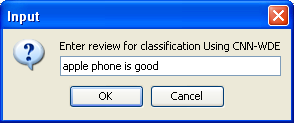 Input
Enter review for classification Using CNN-WDE
apple phone is good
OK Cancel